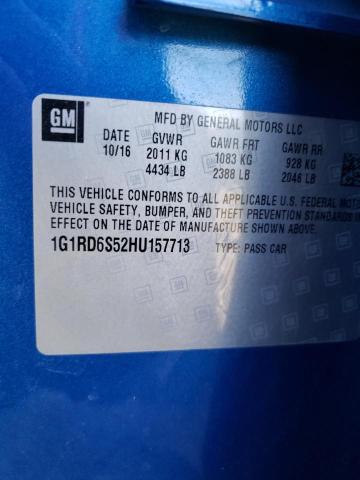 GM
MFD BY GENERAL MOTORS LLC
DATE GVWR GAWR FRT GAWR RR
10/16 2011 KG 1083 KG 928 KG
4434 LB 2388 LB 2046 LB
THIS VEHICLE CONFORMS TO ALL APPLICABLE U.S. FEDERAL
VEHICLE SAFETY, BUMPER, AND THEFT PREVENTION STANDARDS
EFFECT ON THE DATE OF MANUFACTURE SHOWN ABOVE.
1G1RD6S52HU157713 TYPE: PASS CAR